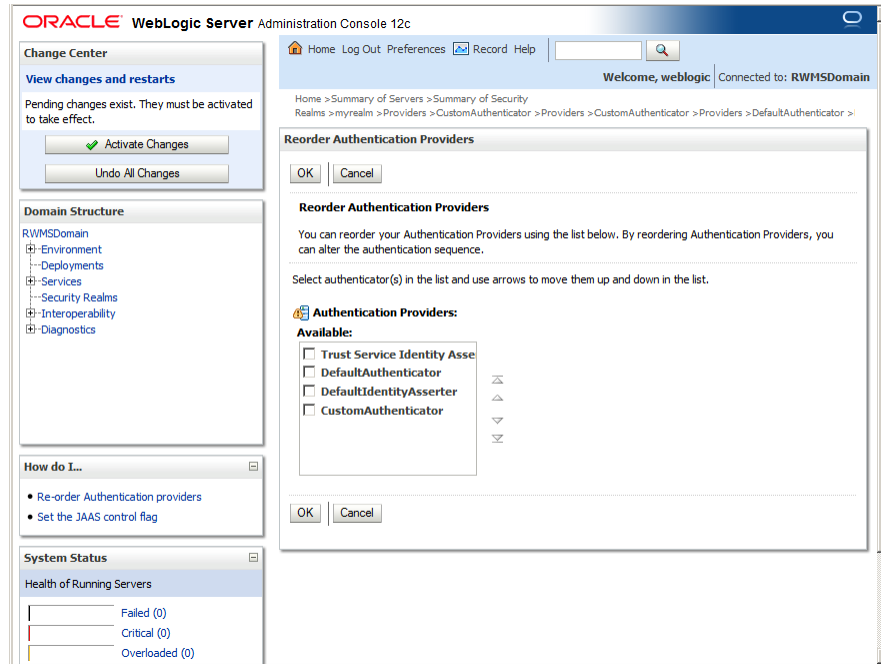 ORACLE WebLogic Server Administration Console 12c
Change Center
View changes and restarts
Pending changes exist. They must be activated
to take effect.
Activate Changes
Undo All Changes
Domain Structure
RWMSDomain
Environment
Deployments
Services
Security Realms
Interoperability
Diagnostics
How do I...
Re-order Authentication providers
Set the JAAS control flag
System Status
Health of Running Servers
Failed (0)
Critical (0)
Overloaded (0)
Home Log Out Preferences Record Help
Welcome, weblogic Connected to: RWMSDomain
Home >Summary of Servers >Summary of Security
Realms >myrealm >Providers >CustomAuthenticator >Providers >CustomAuthenticator >Providers >DefaultAuthenticator >
Reorder Authentication Providers
OK Cancel
Reorder Authentication Providers
You can reorder your Authentication Providers using the list below. By reordering Authentication Providers, you
can alter the authentication sequence.
Select authenticator(s) in the list and use arrows to move them up and down in the list.
Authentication Providers:
Available:
Trust Service Identity Asse
DefaultAuthenticator
DefaultIdentityAsserter
CustomAuthenticator
OK Cancel